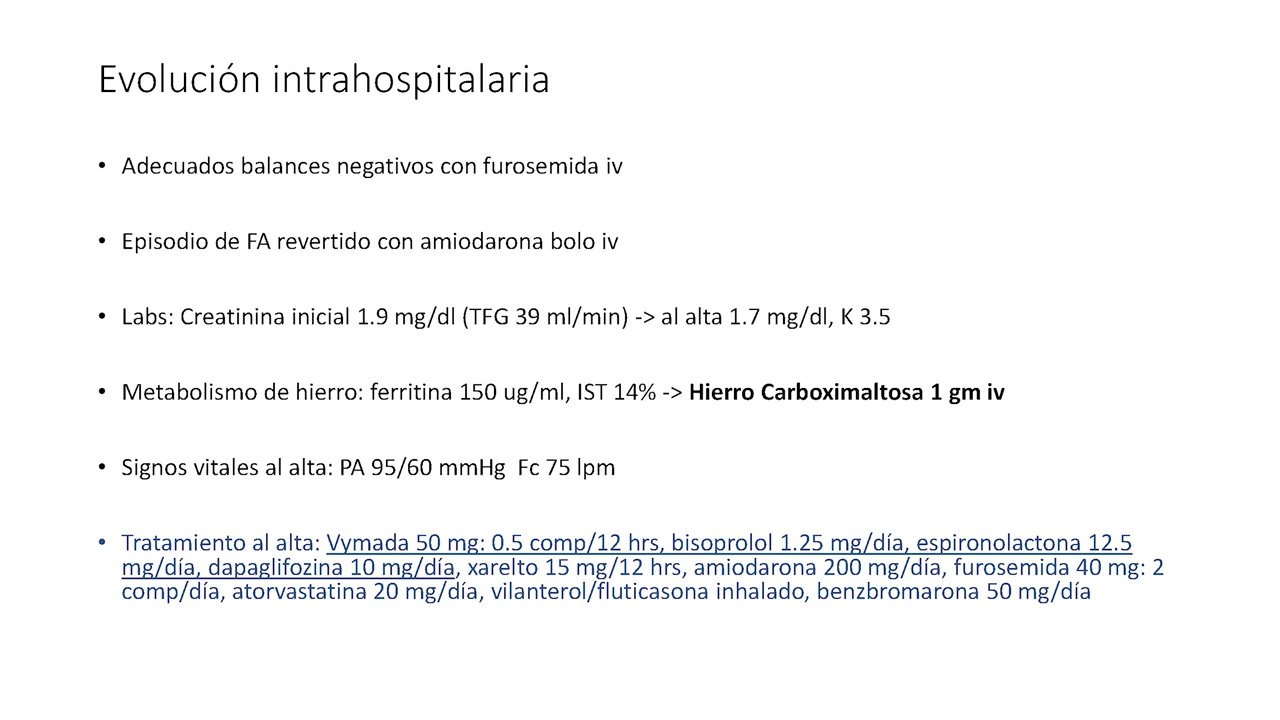 Evolución intrahospitalaria
• Adecuados balances negativos con furosemida iv
• Episodio de FA revertido con amiodarona bolo iv
• Labs: Creatinina inicial 1.9 mg/dl (TFG 39 ml/min) -> al alta 1.7 mg/dl, K 3.5
• Metabolismo de hierro: ferritina 150 ug/ml, IST 14% -> Hierro Carboximaltosa 1 gm iv
• Signos vitales al alta: PA 95/60 mmHg  Fc 75 lpm
• Tratamiento al alta: Vymada 50 mg: 0.5 comp/12 hrs, bisoprolol 1.25 mg/día, espironolactona 12.5
mg/día, dapaglifozina 10 mg/día, xarelto 15 mg/12 hrs, amiodarona 200 mg/día, furosemida 40 mg: 2
comp/día, atorvastatina 20 mg/día, vilanterol/fluticasona inhalado, benzbromarona 50 mg/día